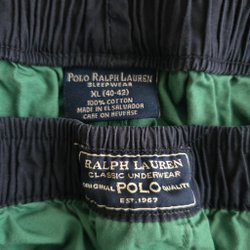 POLO RALPH LAUREN
SLEEPWEAR
XL (40-42)
100% COTTON
MADE IN EL SALVADOR
CARE ON REVERSE
RALPH LAUREN
CLASSIC UNDERWEAR
ORIGINAL POLO QUALITY
EST. 1967